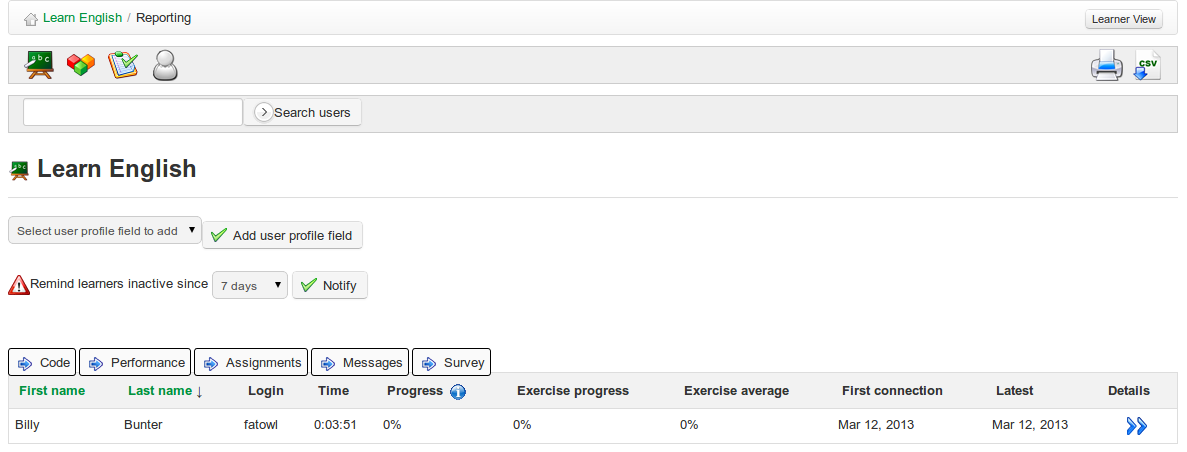 Learn English / Reporting
Learner View
abc
CSV
Search users
abc
Learn English
Select user profile field to add
Add user profile field
Remind learners inactive since 7 days Notify
Code Performance Assignments Messages Survey
First name Last name ↓ Login Time Progress Exercise progress Exercise average First connection Latest Details
Billy Bunter fatowl 0:03:51 0% 0% 0% Mar 12, 2013 Mar 12, 2013